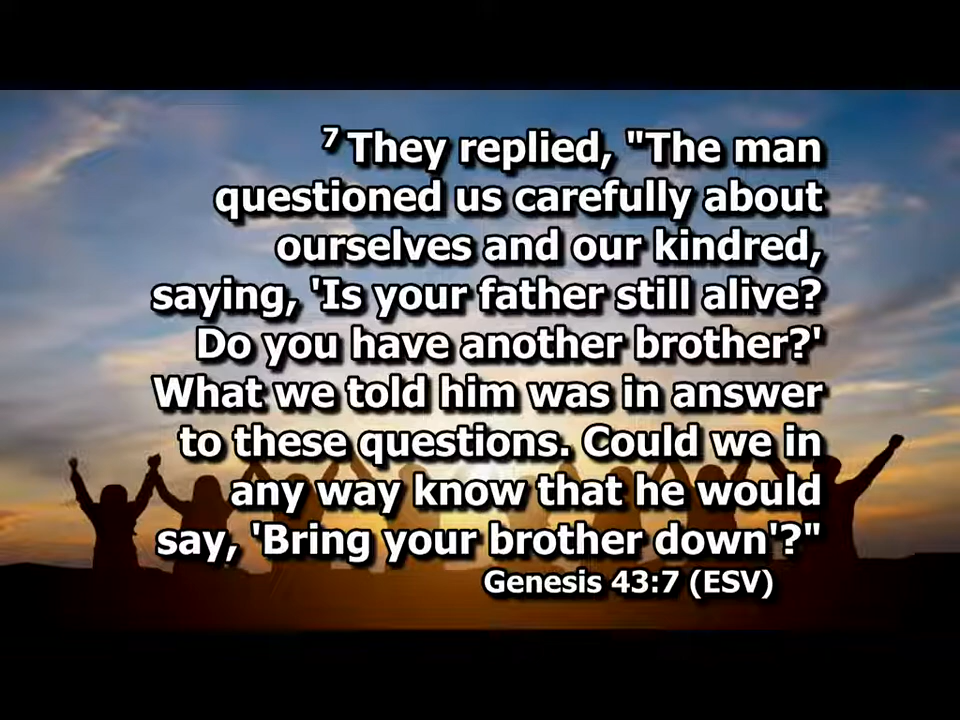 7 They replied, "The man
questioned us carefully about
ourselves and our kindred,
saying, 'Is your father still alive?
Do you have another brother?'
What we told him was in answer
to these questions. Could we in
any way know that he would
say, 'Bring your brother down'?"
Genesis 43:7 (ESV)